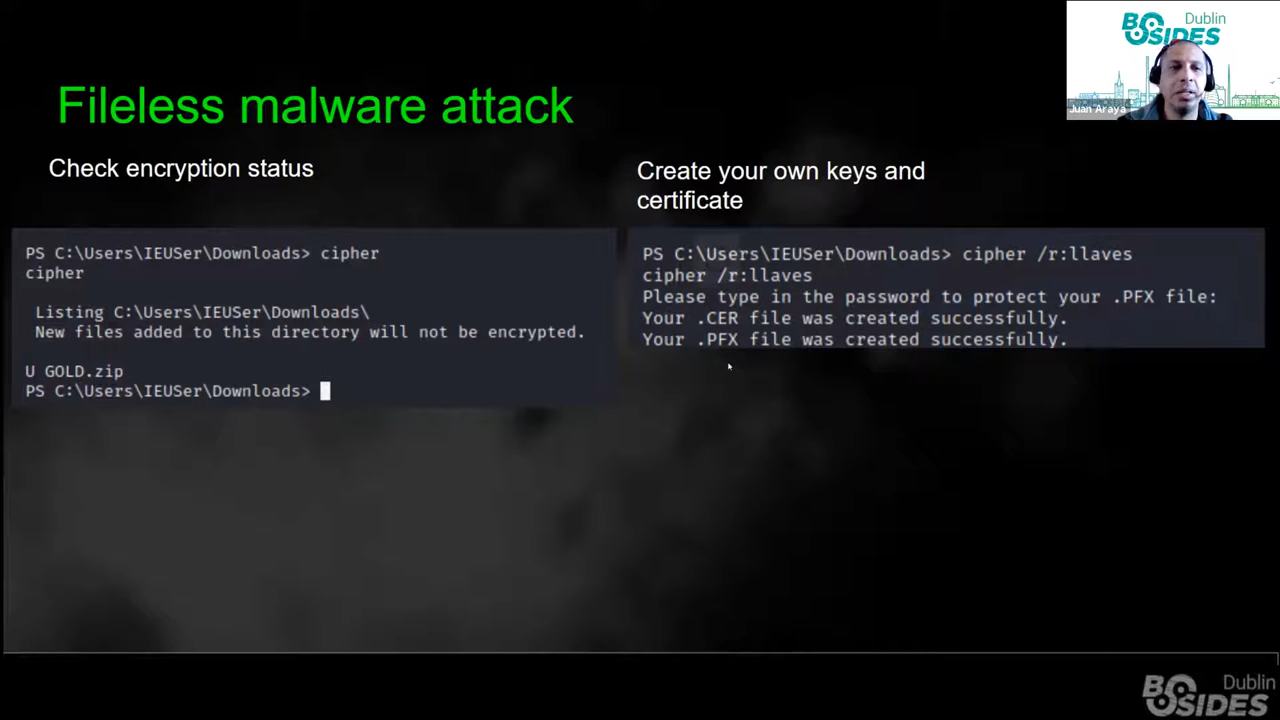 BSIDES Dublin
Juan Araya
Fileless malware attack
Check encryption status
PS C:\Users\IEUSer\Downloads> cipher
cipher
Listing C:\Users\IEUSer\Downloads\
New files added to this directory will not be encrypted.
U GOLD.zip
PS C:\Users\IEUSer\Downloads>
Create your own keys and
certificate
PS C:\Users\IEUSer\Downloads> cipher /r:llaves
cipher /r:llaves
Please type in the password to protect your .PFX file:
Your .CER file was created successfully.
Your .PFX file was created successfully.
BSIDES Dublin